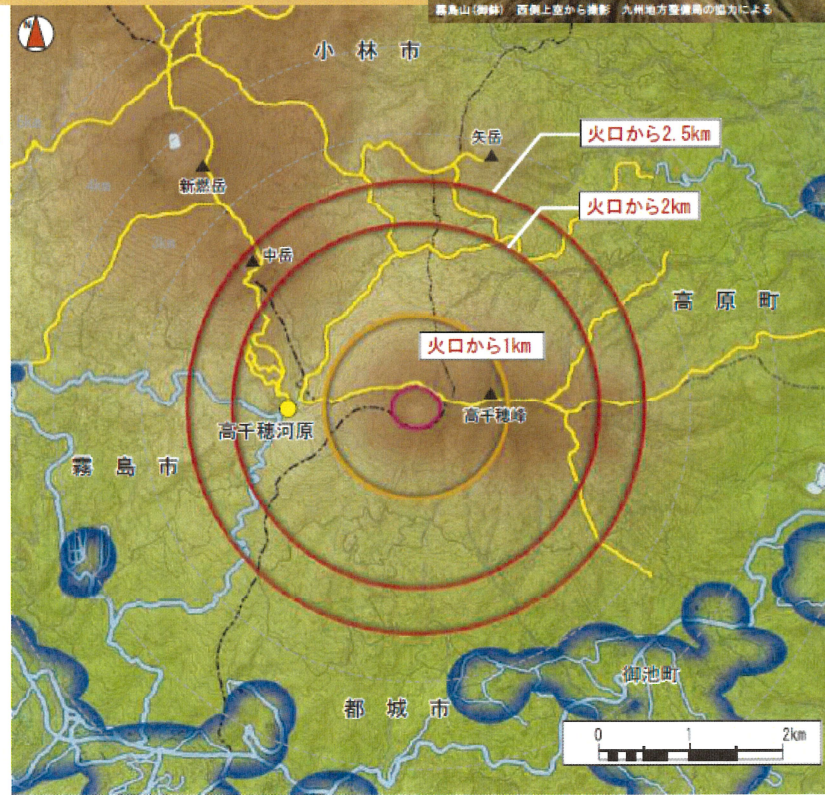 霧島山(御鉢) 西側上空から撮影 九州地方整備局の協力による
小林市
矢岳
火口から2.5km
新燃岳
火口から2km
中岳
高原町
火口から1km
高千穂峰
高千穂河原
霧島市
御池町
都城市
0 1 2km